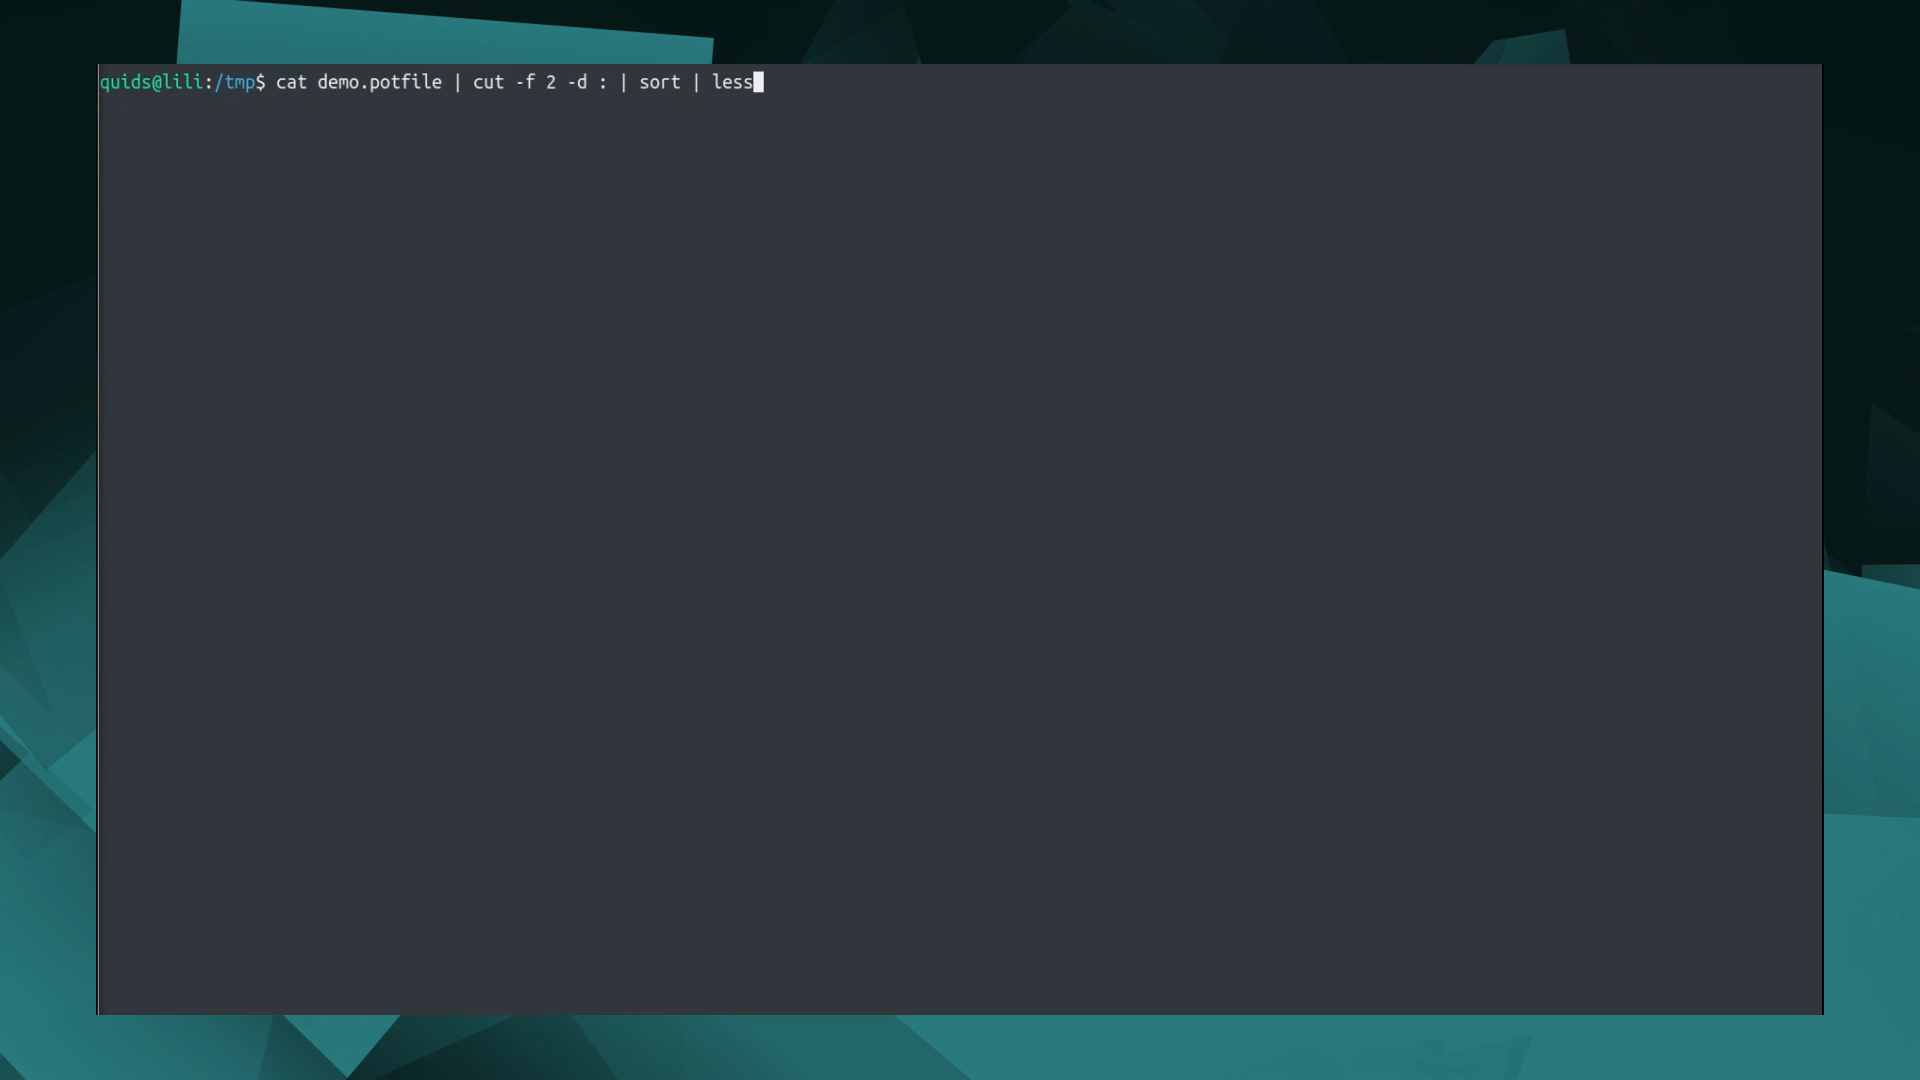 quids@lili:/tmp$ cat demo.potfile | cut -f 2 -d : | sort | less